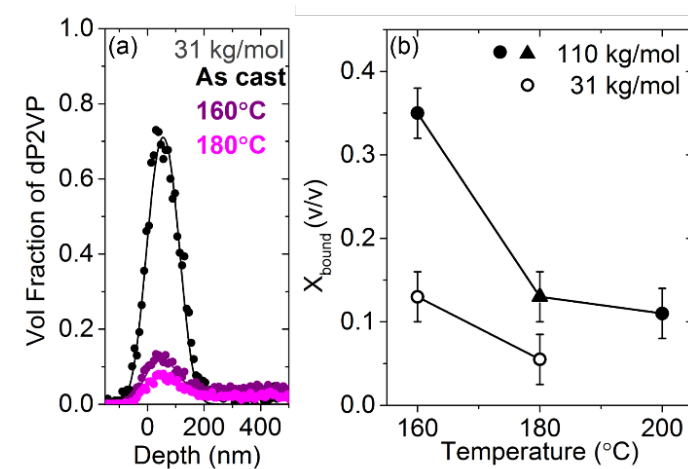 (a)
31 kg/mol
As cast
160°C
180°C
1.0
0.8
0.6
0.4
0.2
0.0
Vol Fraction of dP2VP
0 200 400
Depth (nm)
(b)
110 kg/mol
31 kg/mol
0.4
0.3
0.2
0.1
0.0
X_bound (v/v)
160 180 200
Temperature (°C)